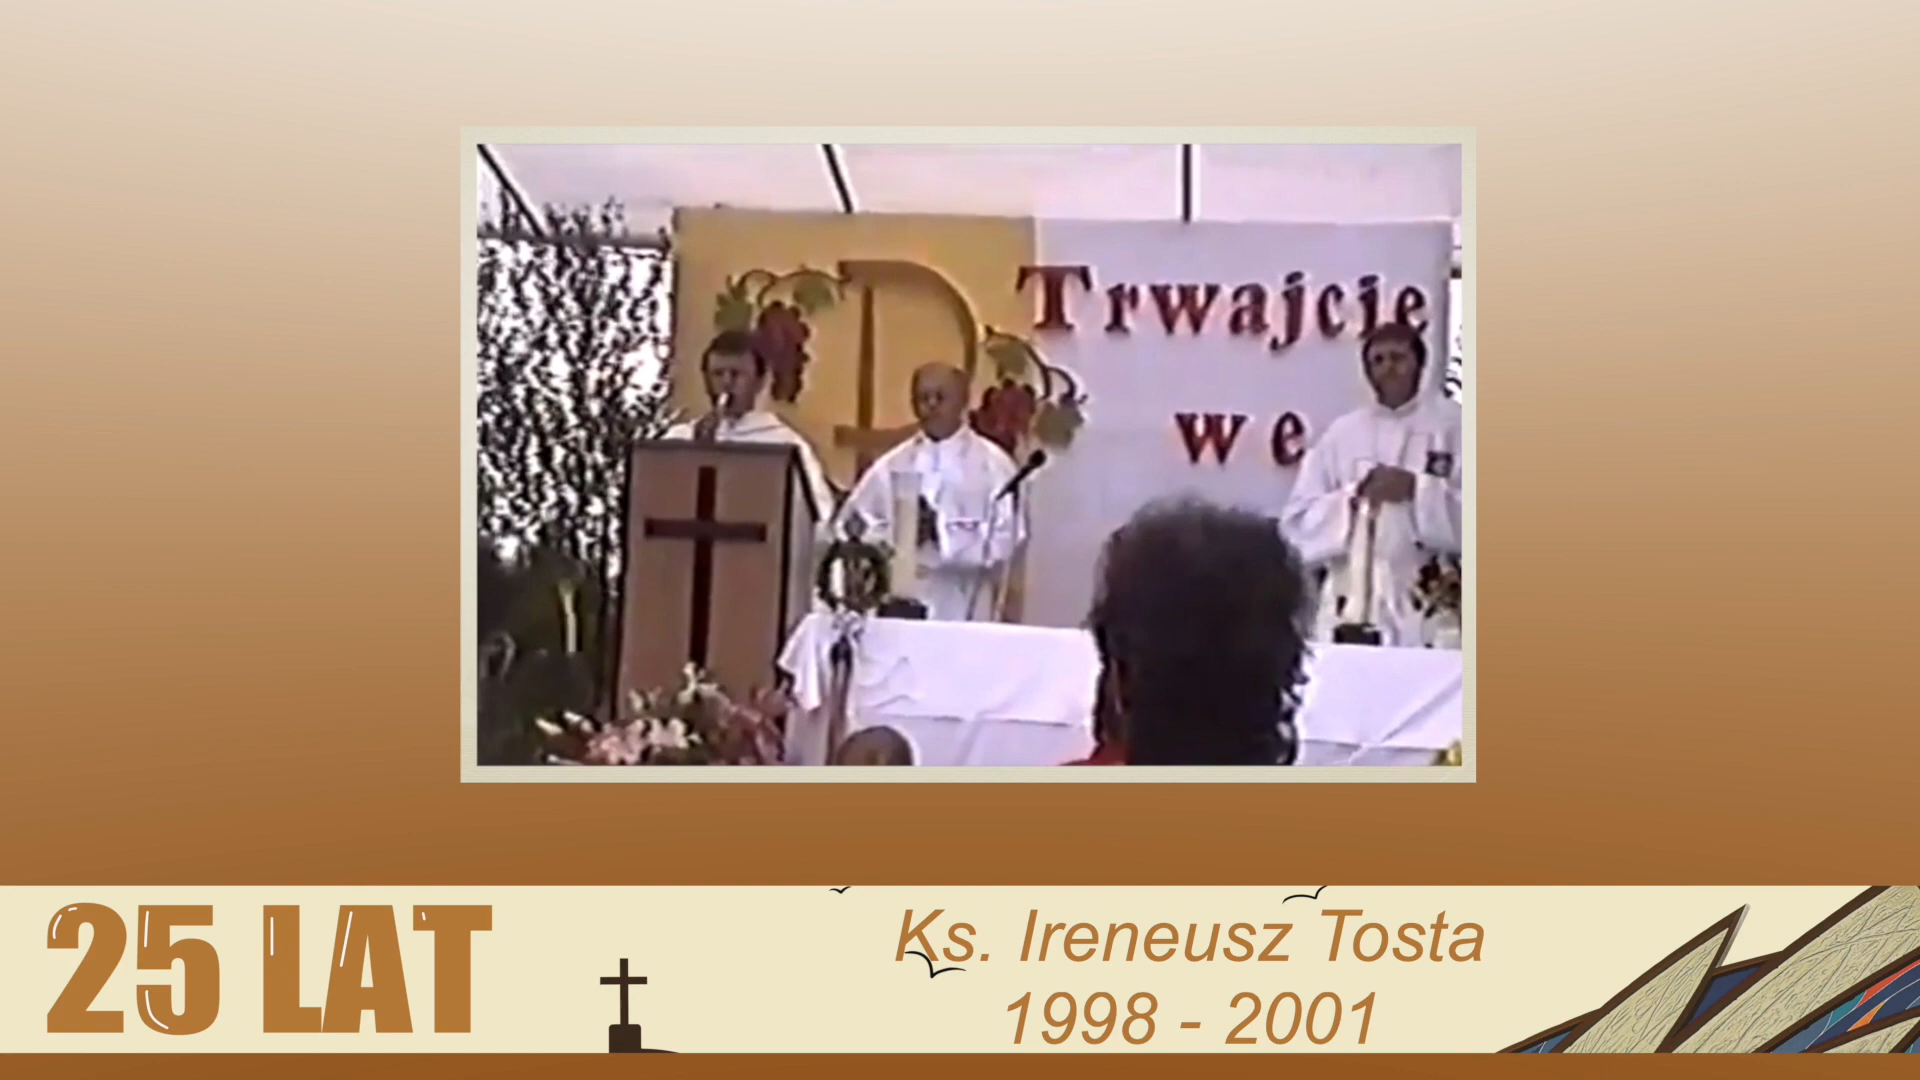 Trwajcie
we
25 LAT
Ks. Ireneusz Tosta
1998 - 2001